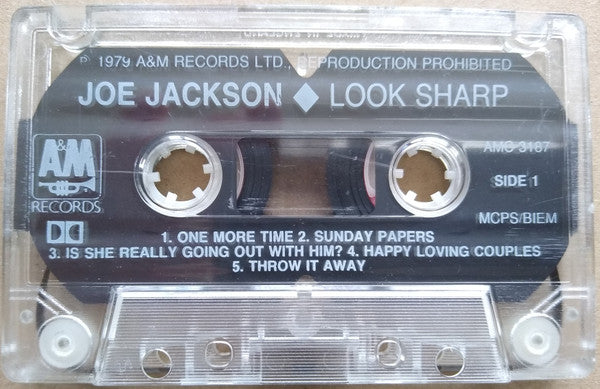 ℗ 1979 A&M RECORDS LTD., REPRODUCTION PROHIBITED
JOE JACKSON ♦ LOOK SHARP
A&M
AM
RECORDS
AMC 3187
SIDE 1
MCPS/BIEM
1. ONE MORE TIME 2. SUNDAY PAPERS
3. IS SHE REALLY GOING OUT WITH HIM? 4. HAPPY LOVING COUPLES
5. THROW IT AWAY